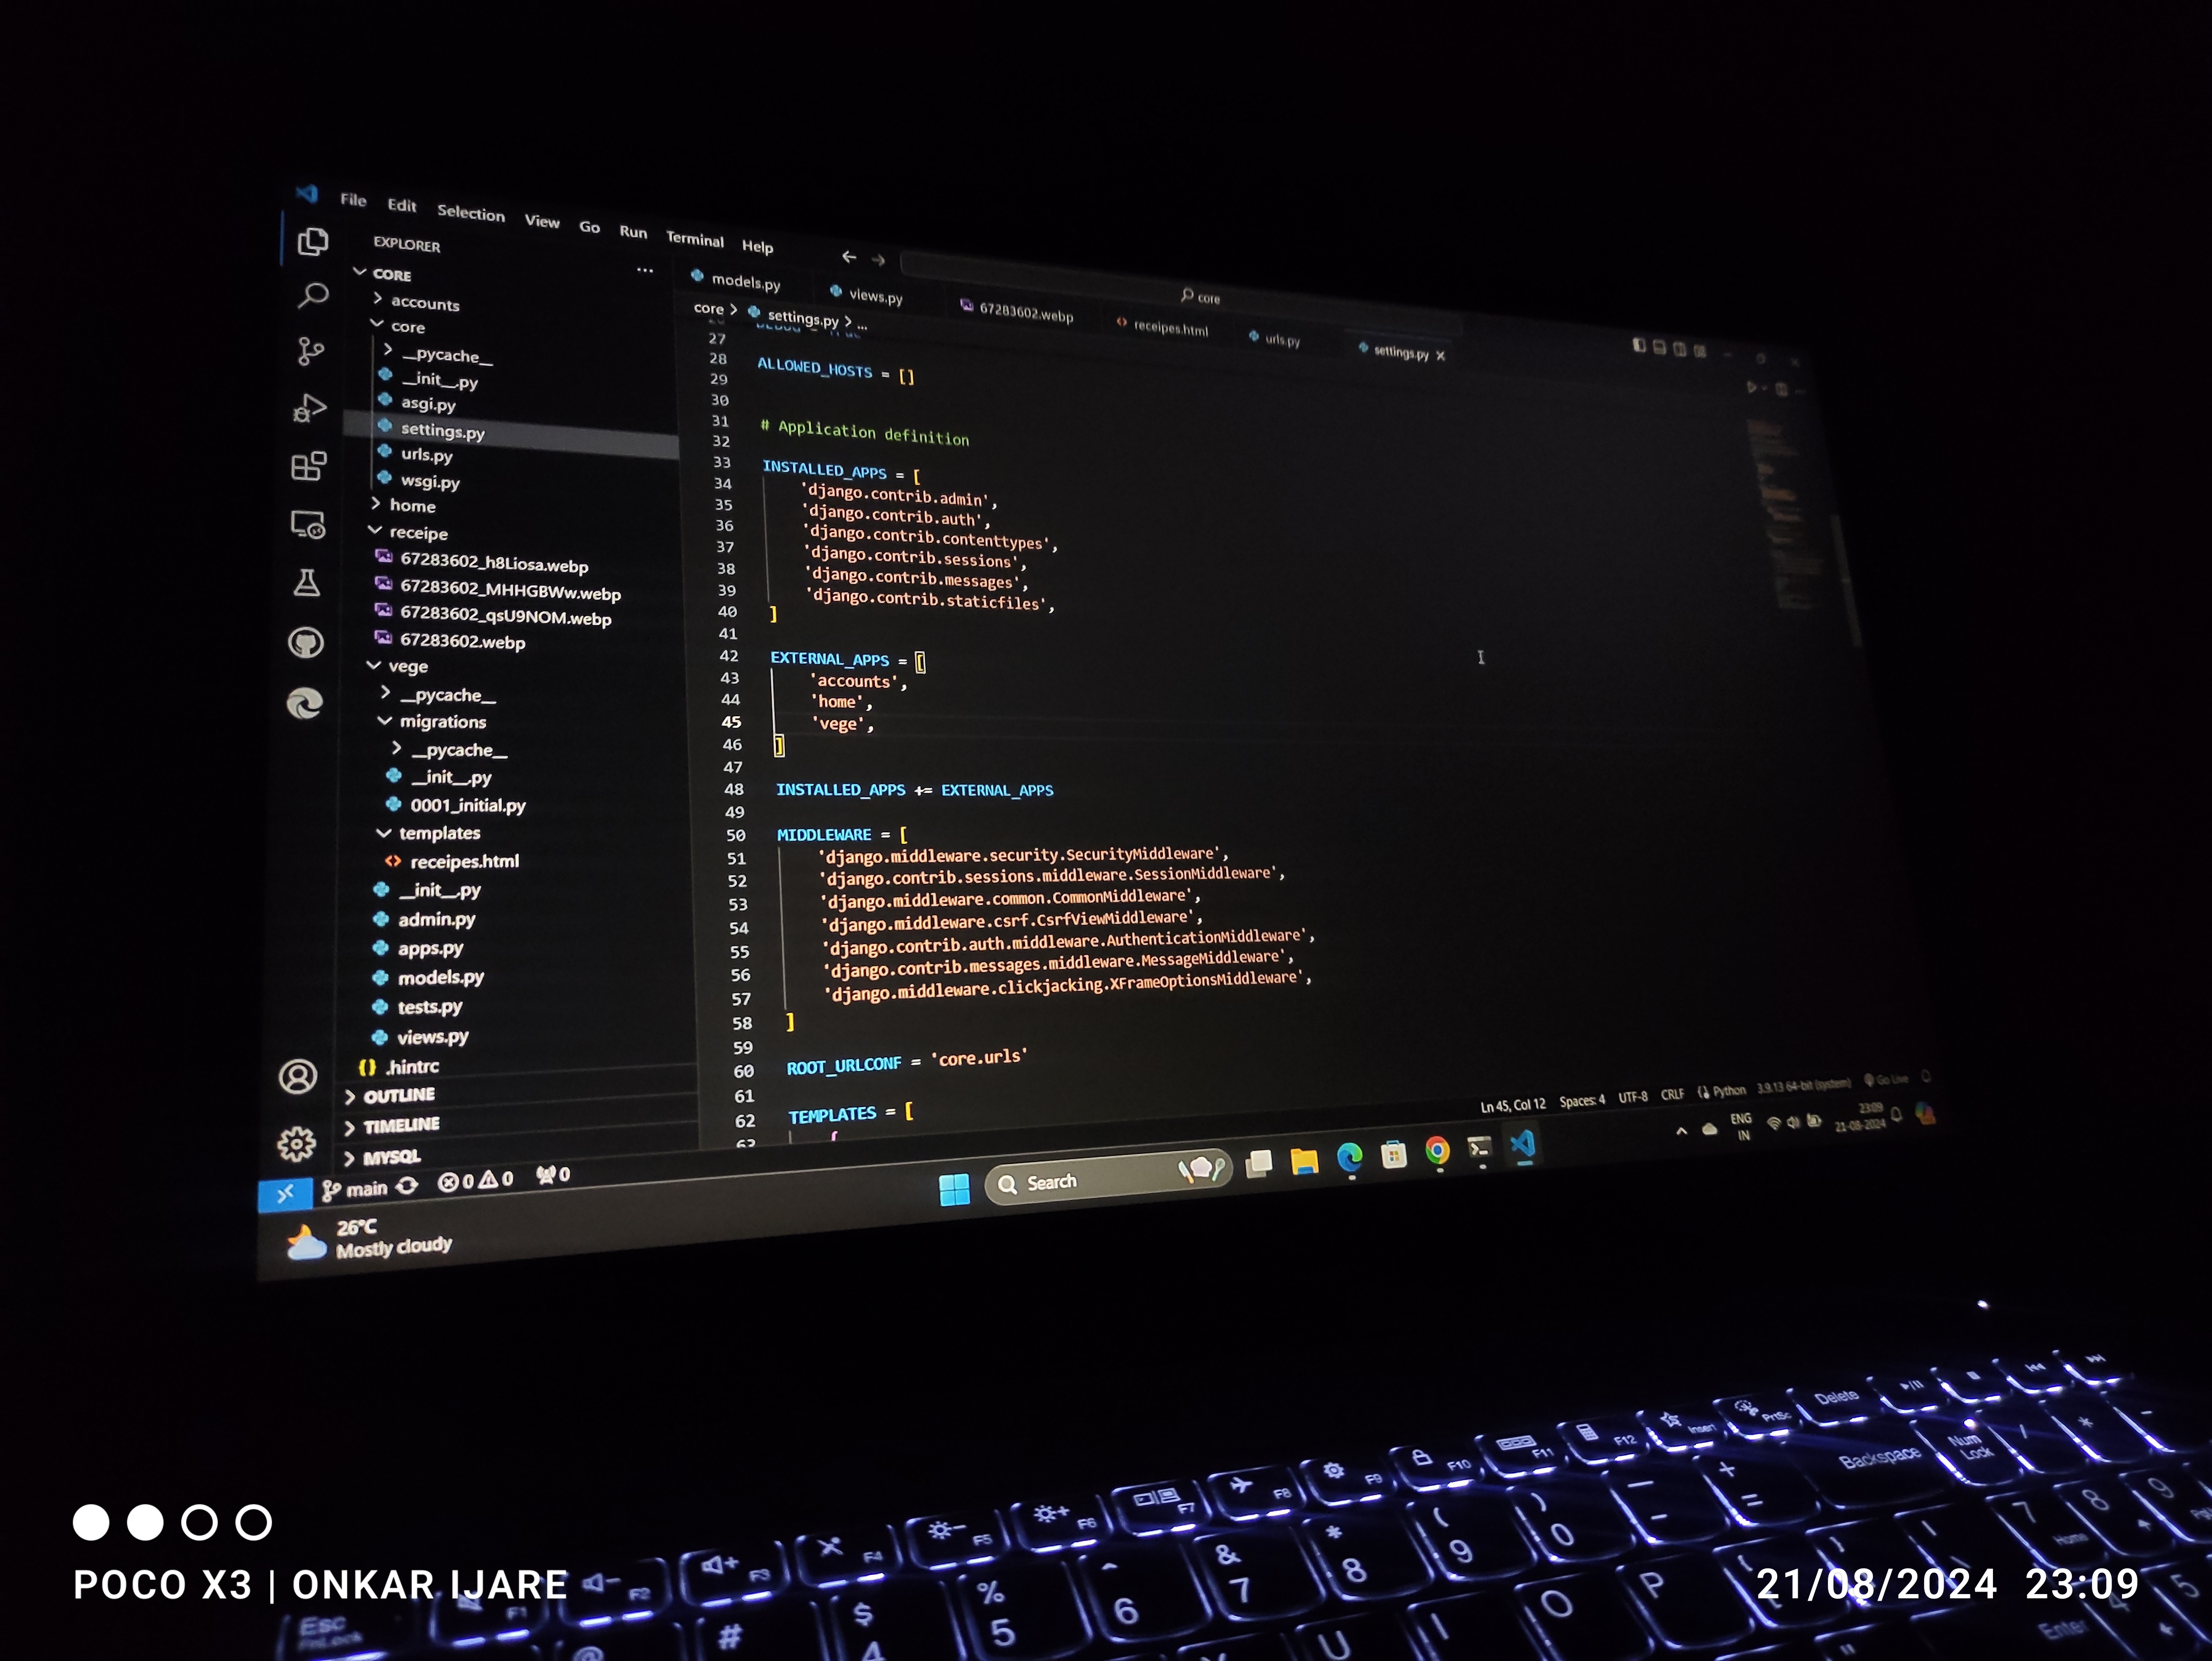 File Edit Selection View Go Run Terminal Help
core
EXPLORER
CORE
accounts
core
__pycache__
__init__.py
asgi.py
settings.py
urls.py
wsgi.py
home
receipe
67283602_h8Liosa.webp
67283602_MHHGBWw.webp
67283602_qsU9NOM.webp
67283602.webp
vege
__pycache__
migrations
__pycache__
__init__.py
0001_initial.py
templates
receipes.html
__init__.py
admin.py
apps.py
models.py
tests.py
views.py
.hintrc
OUTLINE
TIMELINE
MYSQL
models.py views.py 67283602.webp receipes.html urls.py settings.py
core > settings.py > ...
27
28 ALLOWED_HOSTS = []
29
30
31 # Application definition
32
33 INSTALLED_APPS = [
34 'django.contrib.admin',
35 'django.contrib.auth',
36 'django.contrib.contenttypes',
37 'django.contrib.sessions',
38 'django.contrib.messages',
39 'django.contrib.staticfiles',
40 ]
41
42 EXTERNAL_APPS = [
43 'accounts',
44 'home',
45 'vege',
46 ]
47
48 INSTALLED_APPS += EXTERNAL_APPS
49
50 MIDDLEWARE = [
51 'django.middleware.security.SecurityMiddleware',
52 'django.contrib.sessions.middleware.SessionMiddleware',
53 'django.middleware.common.CommonMiddleware',
54 'django.middleware.csrf.CsrfViewMiddleware',
55 'django.contrib.auth.middleware.AuthenticationMiddleware',
56 'django.contrib.messages.middleware.MessageMiddleware',
57 'django.middleware.clickjacking.XFrameOptionsMiddleware',
58 ]
59
60 ROOT_URLCONF = 'core.urls'
61
62 TEMPLATES = [
63 {
main 0 0 0
Ln 45, Col 12 Spaces: 4 UTF-8 CRLF Python 3.9.13 64-bit (system) Go Live
26°C
Mostly cloudy
Search
ENG
IN
23:09
21-08-2024
Esc
FnLock
F1 F2 F3 F4 F5 F6 F7 F8 F9 F10 F11 F12 Insert PrtSc Delete
@ # $ 4 % 5 ^ 6 & 7 * 8 ( 9 ) 0 _ - + = Backspace Num Lock / * -
U I O P { } 7 Home 8 9
Enter 4 5
POCO X3 | ONKAR IJARE
21/08/2024 23:09